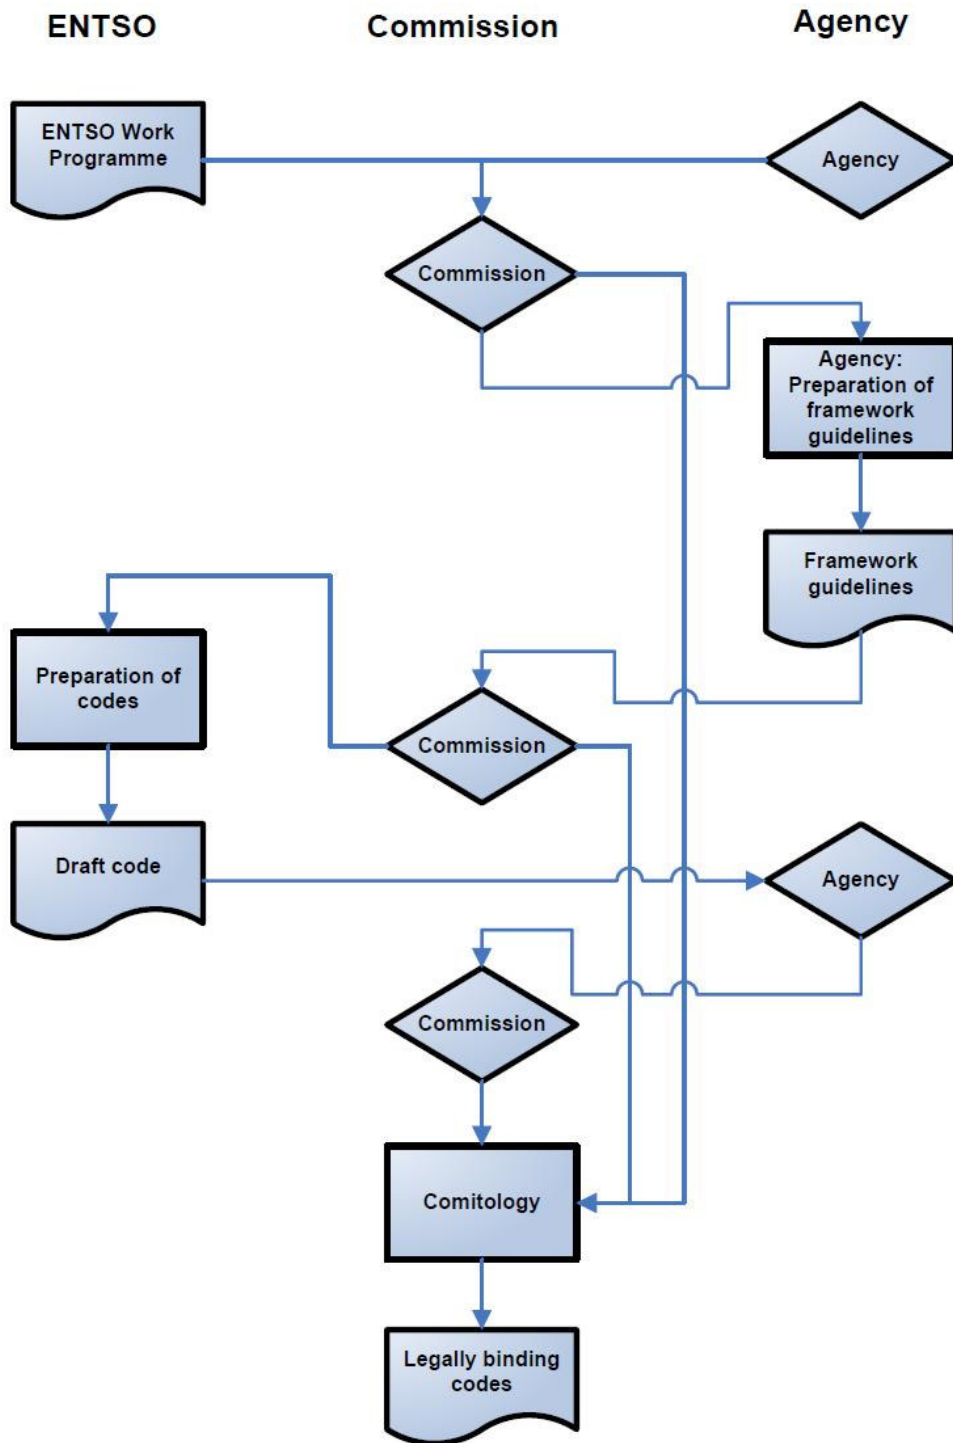 ENTSO
Commission
Agency
ENTSO Work
Programme
Agency
Commission
Agency:
Preparation of
framework
guidelines
Framework
guidelines
Preparation of
codes
Commission
Draft code
Agency
Commission
Comitology
Legally binding
codes